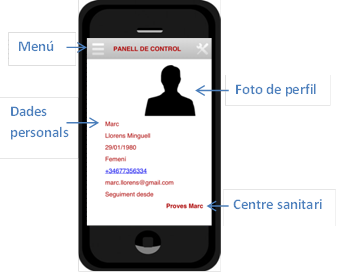 Menú
PANELL DE CONTROL
Foto de perfil
Dades
personals
Marc
Llorens Minguell
29/01/1980
Femení
+34677356334
marc.llorens@gmail.com
Seguiment desde
Proves Marc
Centre sanitari